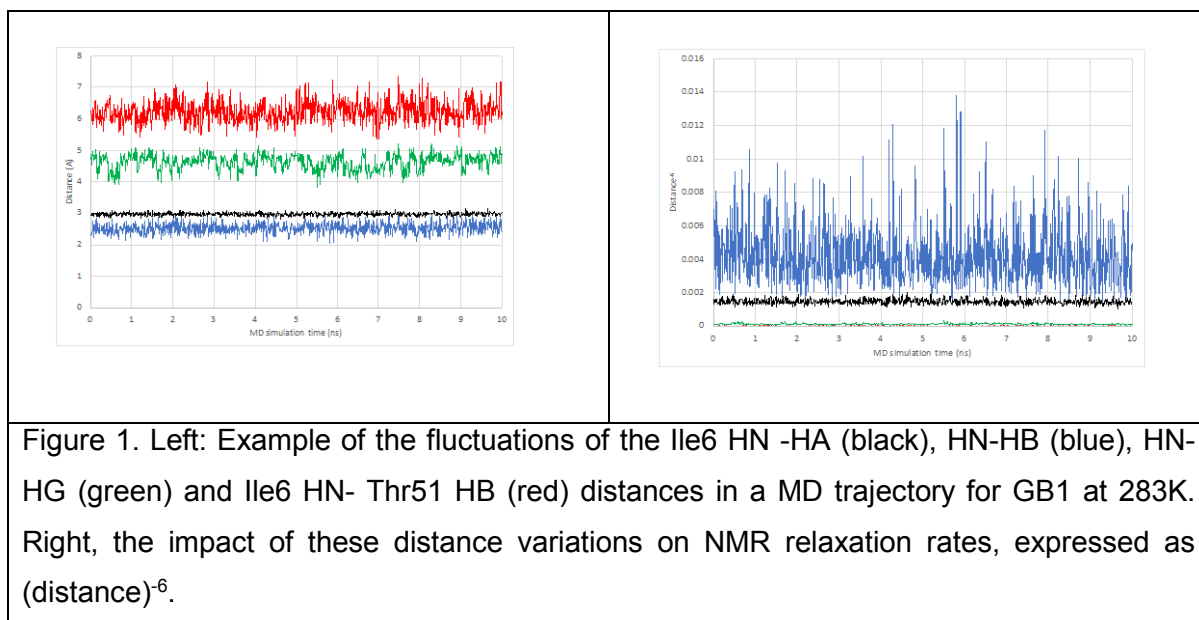 8
7
6
5
4
3
2
1
0
Distance (A)
0 1 2 3 4 5 6 7 8 9 10
MD simulation time (ns)
0.016
0.014
0.012
0.01
0.008
0.006
0.004
0.002
0
Distance-6
0 1 2 3 4 5 6 7 8 9 10
MD simulation time (ns)
Figure 1. Left: Example of the fluctuations of the Ile6 HN -HA (black), HN-HB (blue), HN-
HG (green) and Ile6 HN- Thr51 HB (red) distances in a MD trajectory for GB1 at 283K.
Right, the impact of these distance variations on NMR relaxation rates, expressed as
(distance)-6.